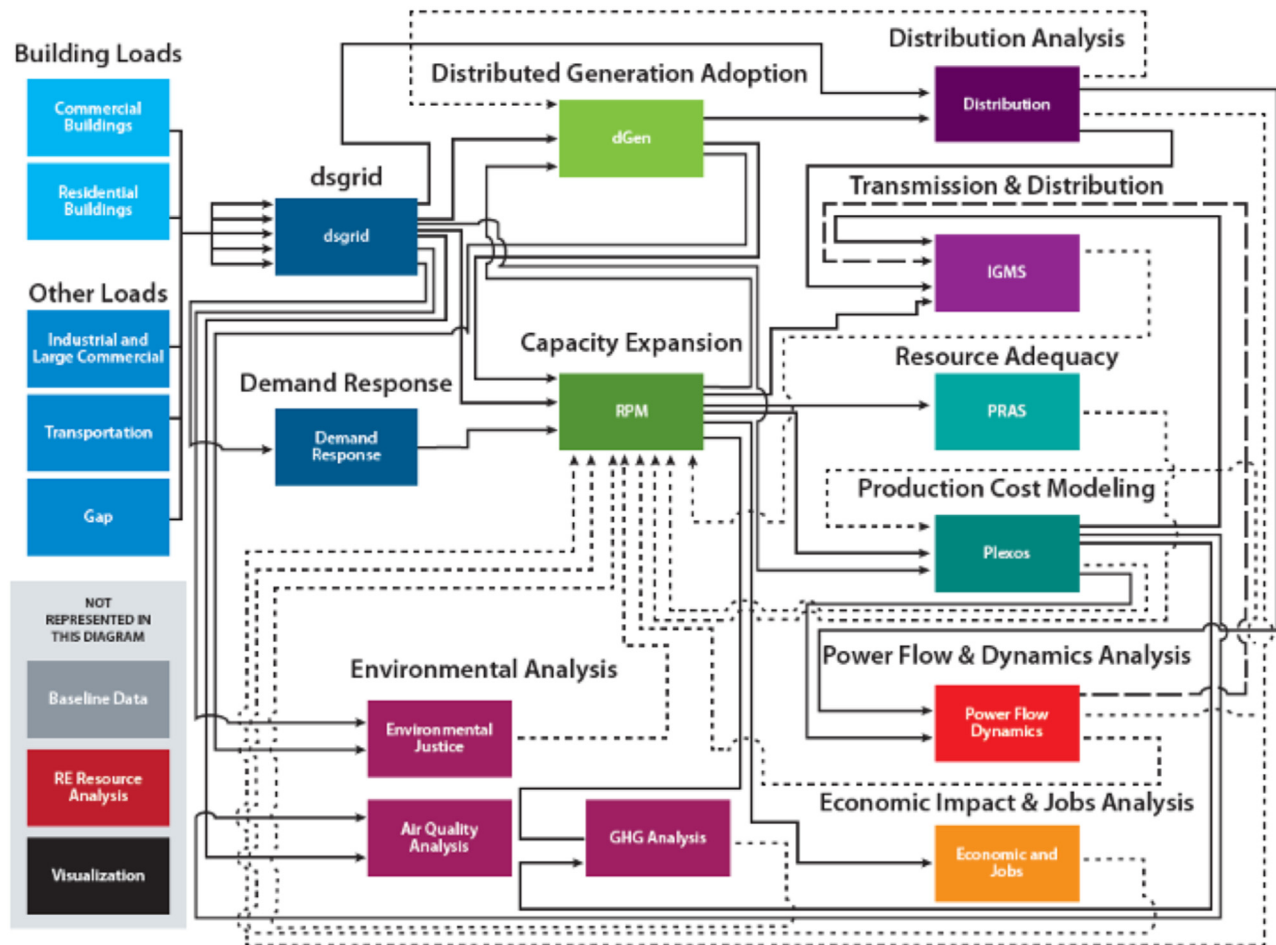 Building Loads
Commercial
Buildings
Residential
Buildings
Other Loads
Industrial and
Large Commercial
Transportation
Gap
NOT
REPRESENTED IN
THIS DIAGRAM
Baseline Data
RE Resource
Analysis
Visualization
dsgrid
dsgrid
Demand Response
Demand
Response
Distributed Generation Adoption
dGen
Capacity Expansion
RPM
Environmental Analysis
Environmental
Justice
Air Quality
Analysis
GHG Analysis
Distribution Analysis
Distribution
Transmission & Distribution
IGMS
Resource Adequacy
PRAS
Production Cost Modeling
Plexos
Power Flow & Dynamics Analysis
Power Flow
Dynamics
Economic Impact & Jobs Analysis
Economic and
Jobs